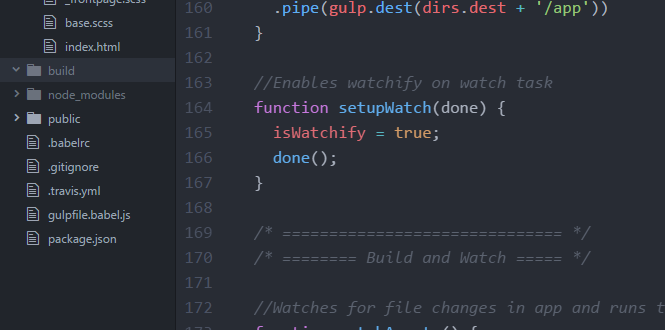 _frontpage.scss
base.scss
index.html
build
node_modules
public
.babelrc
.gitignore
.travis.yml
gulpfile.babel.js
package.json
160 .pipe(gulp.dest(dirs.dest + '/app'))
161 }
162
163 //Enables watchify on watch task
164 function setupWatch(done) {
165 isWatchify = true;
166 done();
167 }
168
169 /* ============================== */
170 /* ======== Build and Watch ===== */
171
172 //Watches for file changes in app and runs t
173 function